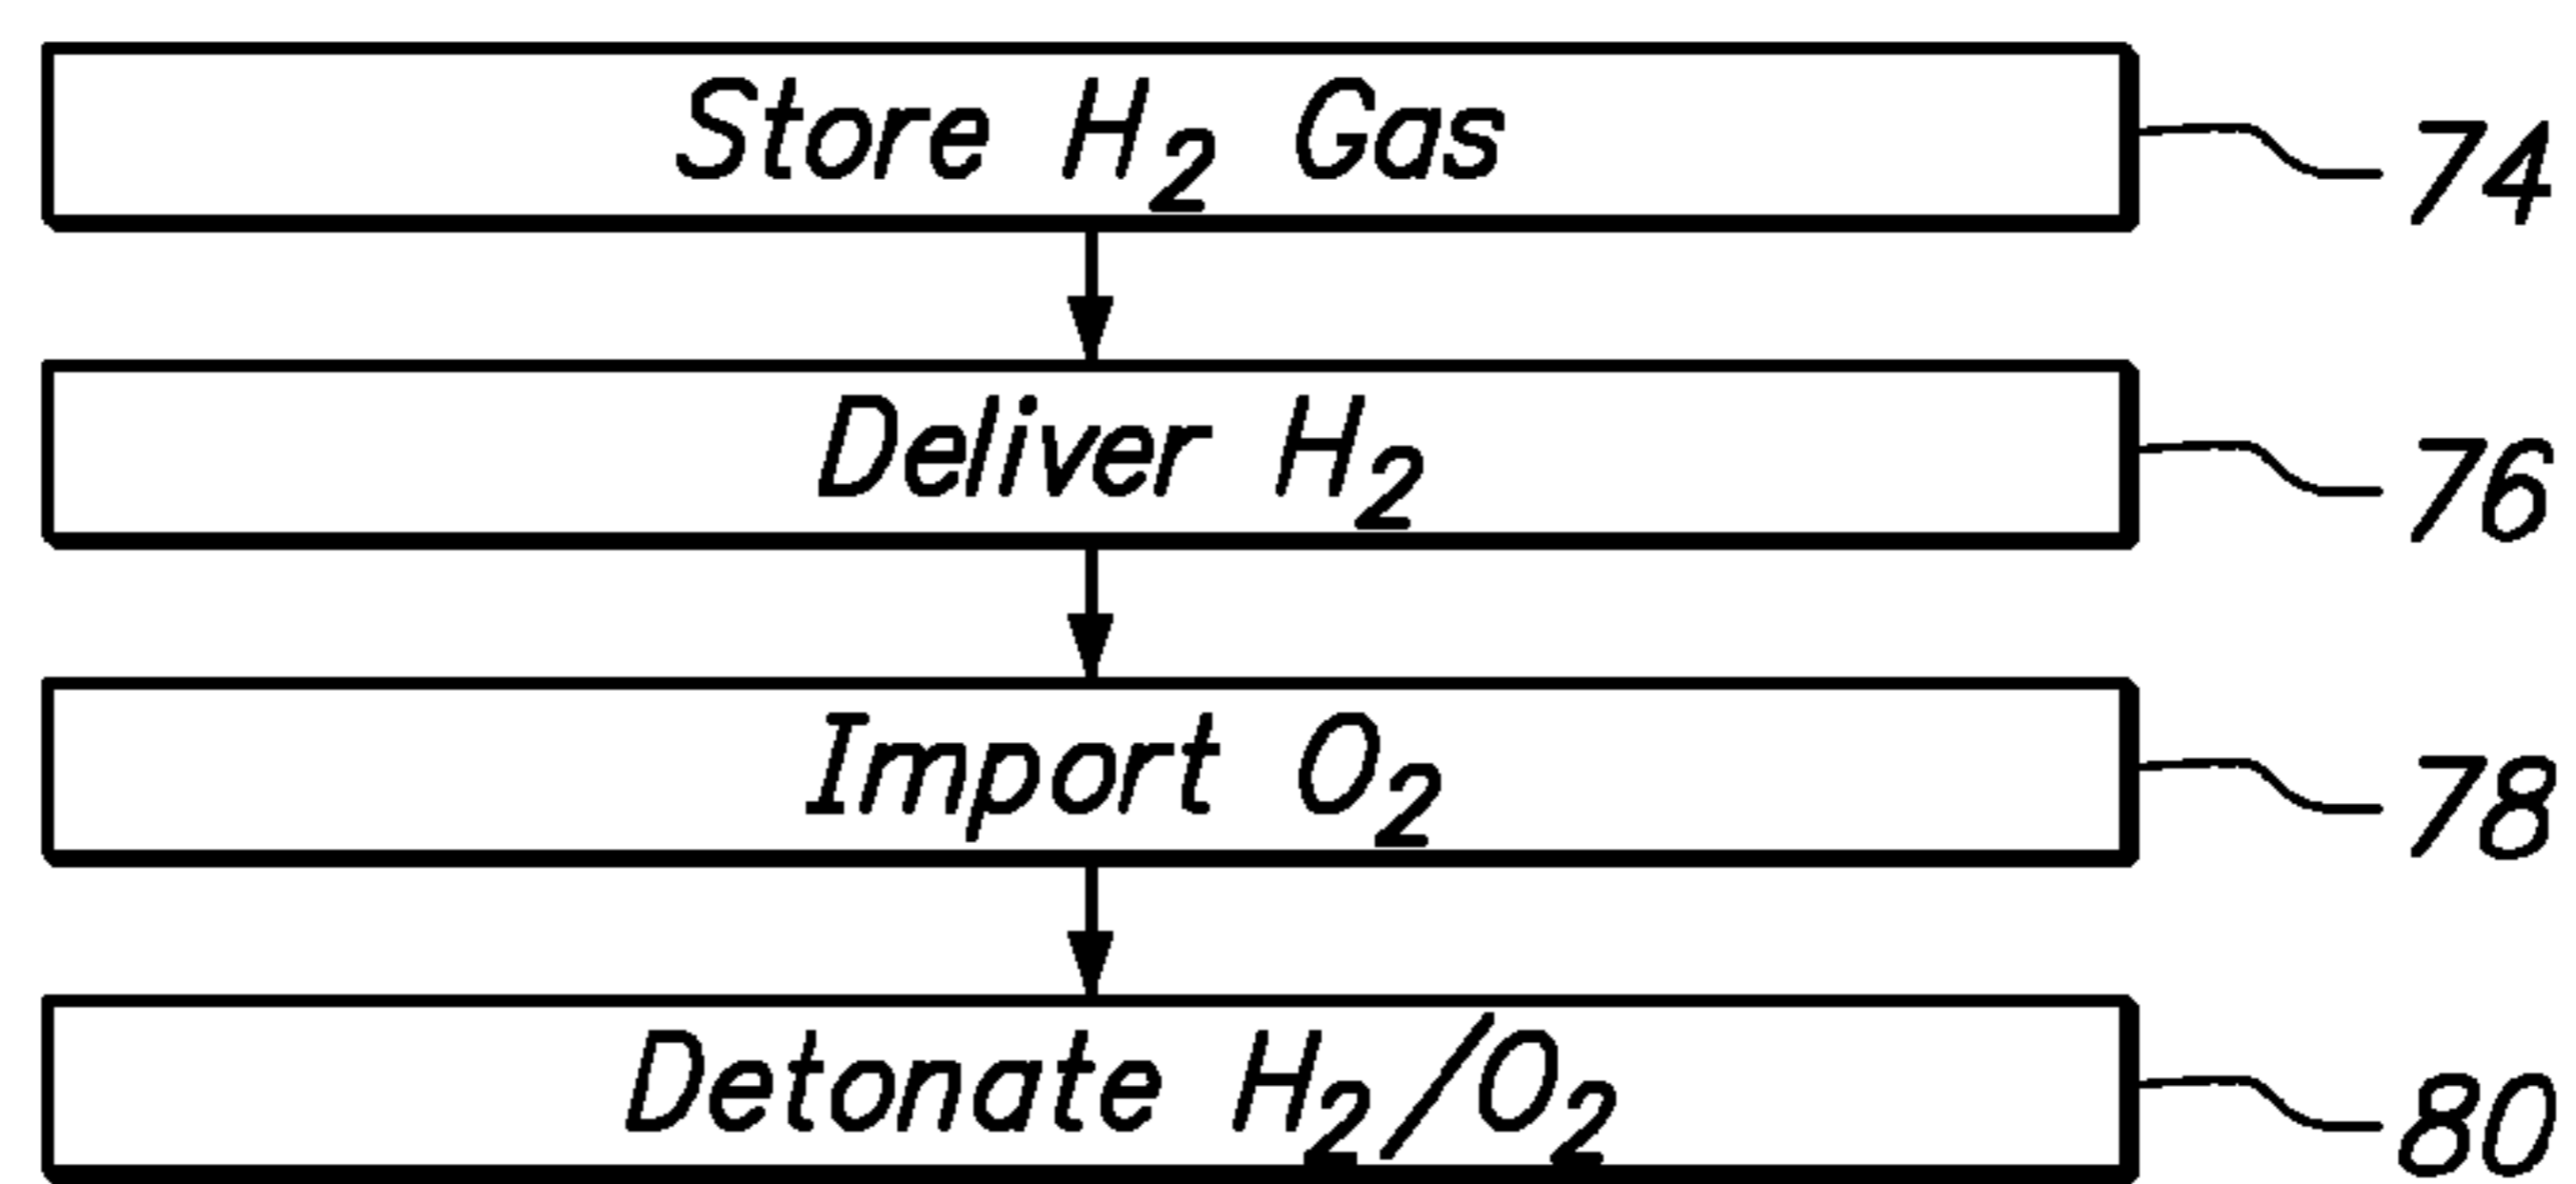 Store H₂ Gas 74
Deliver H₂ 76
Import O₂ 78
Detonate H₂/O₂ 80